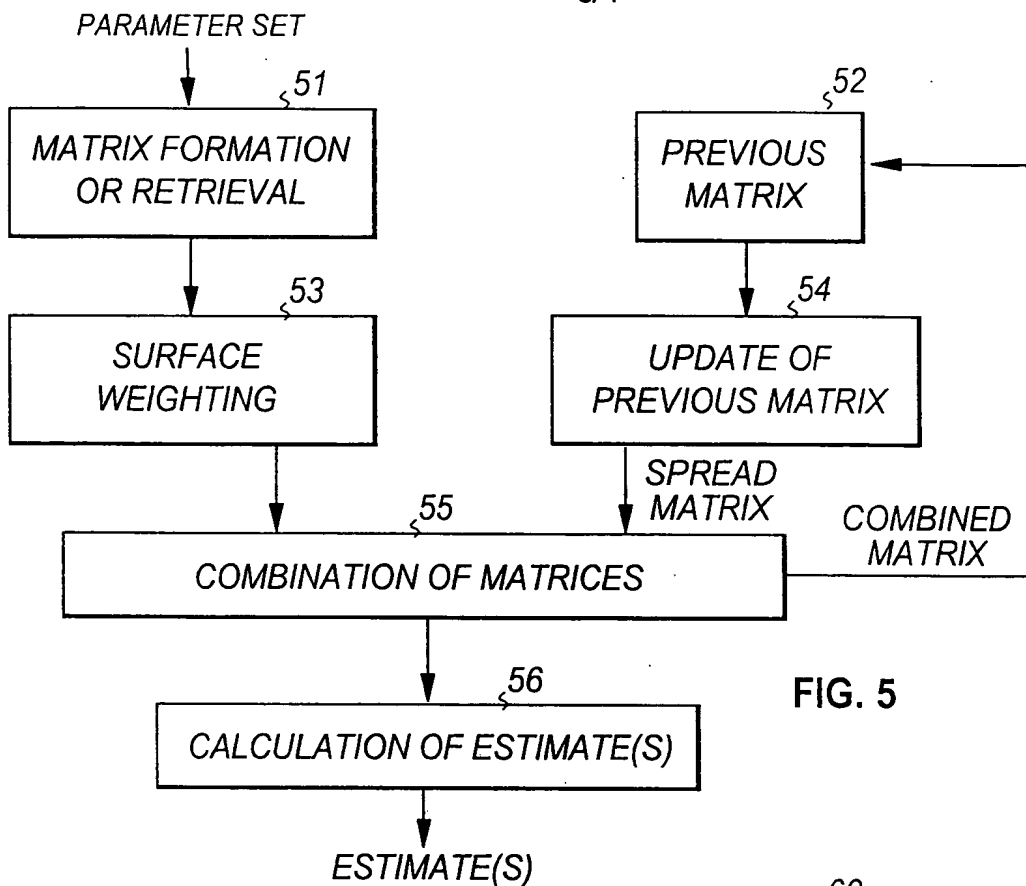 PARAMETER SET
51
MATRIX FORMATION
OR RETRIEVAL
52
PREVIOUS
MATRIX
53
SURFACE
WEIGHTING
54
UPDATE OF
PREVIOUS MATRIX
SPREAD
MATRIX
55
COMBINATION OF MATRICES
COMBINED
MATRIX
56
CALCULATION OF ESTIMATE(S)
FIG. 5
ESTIMATE(S)